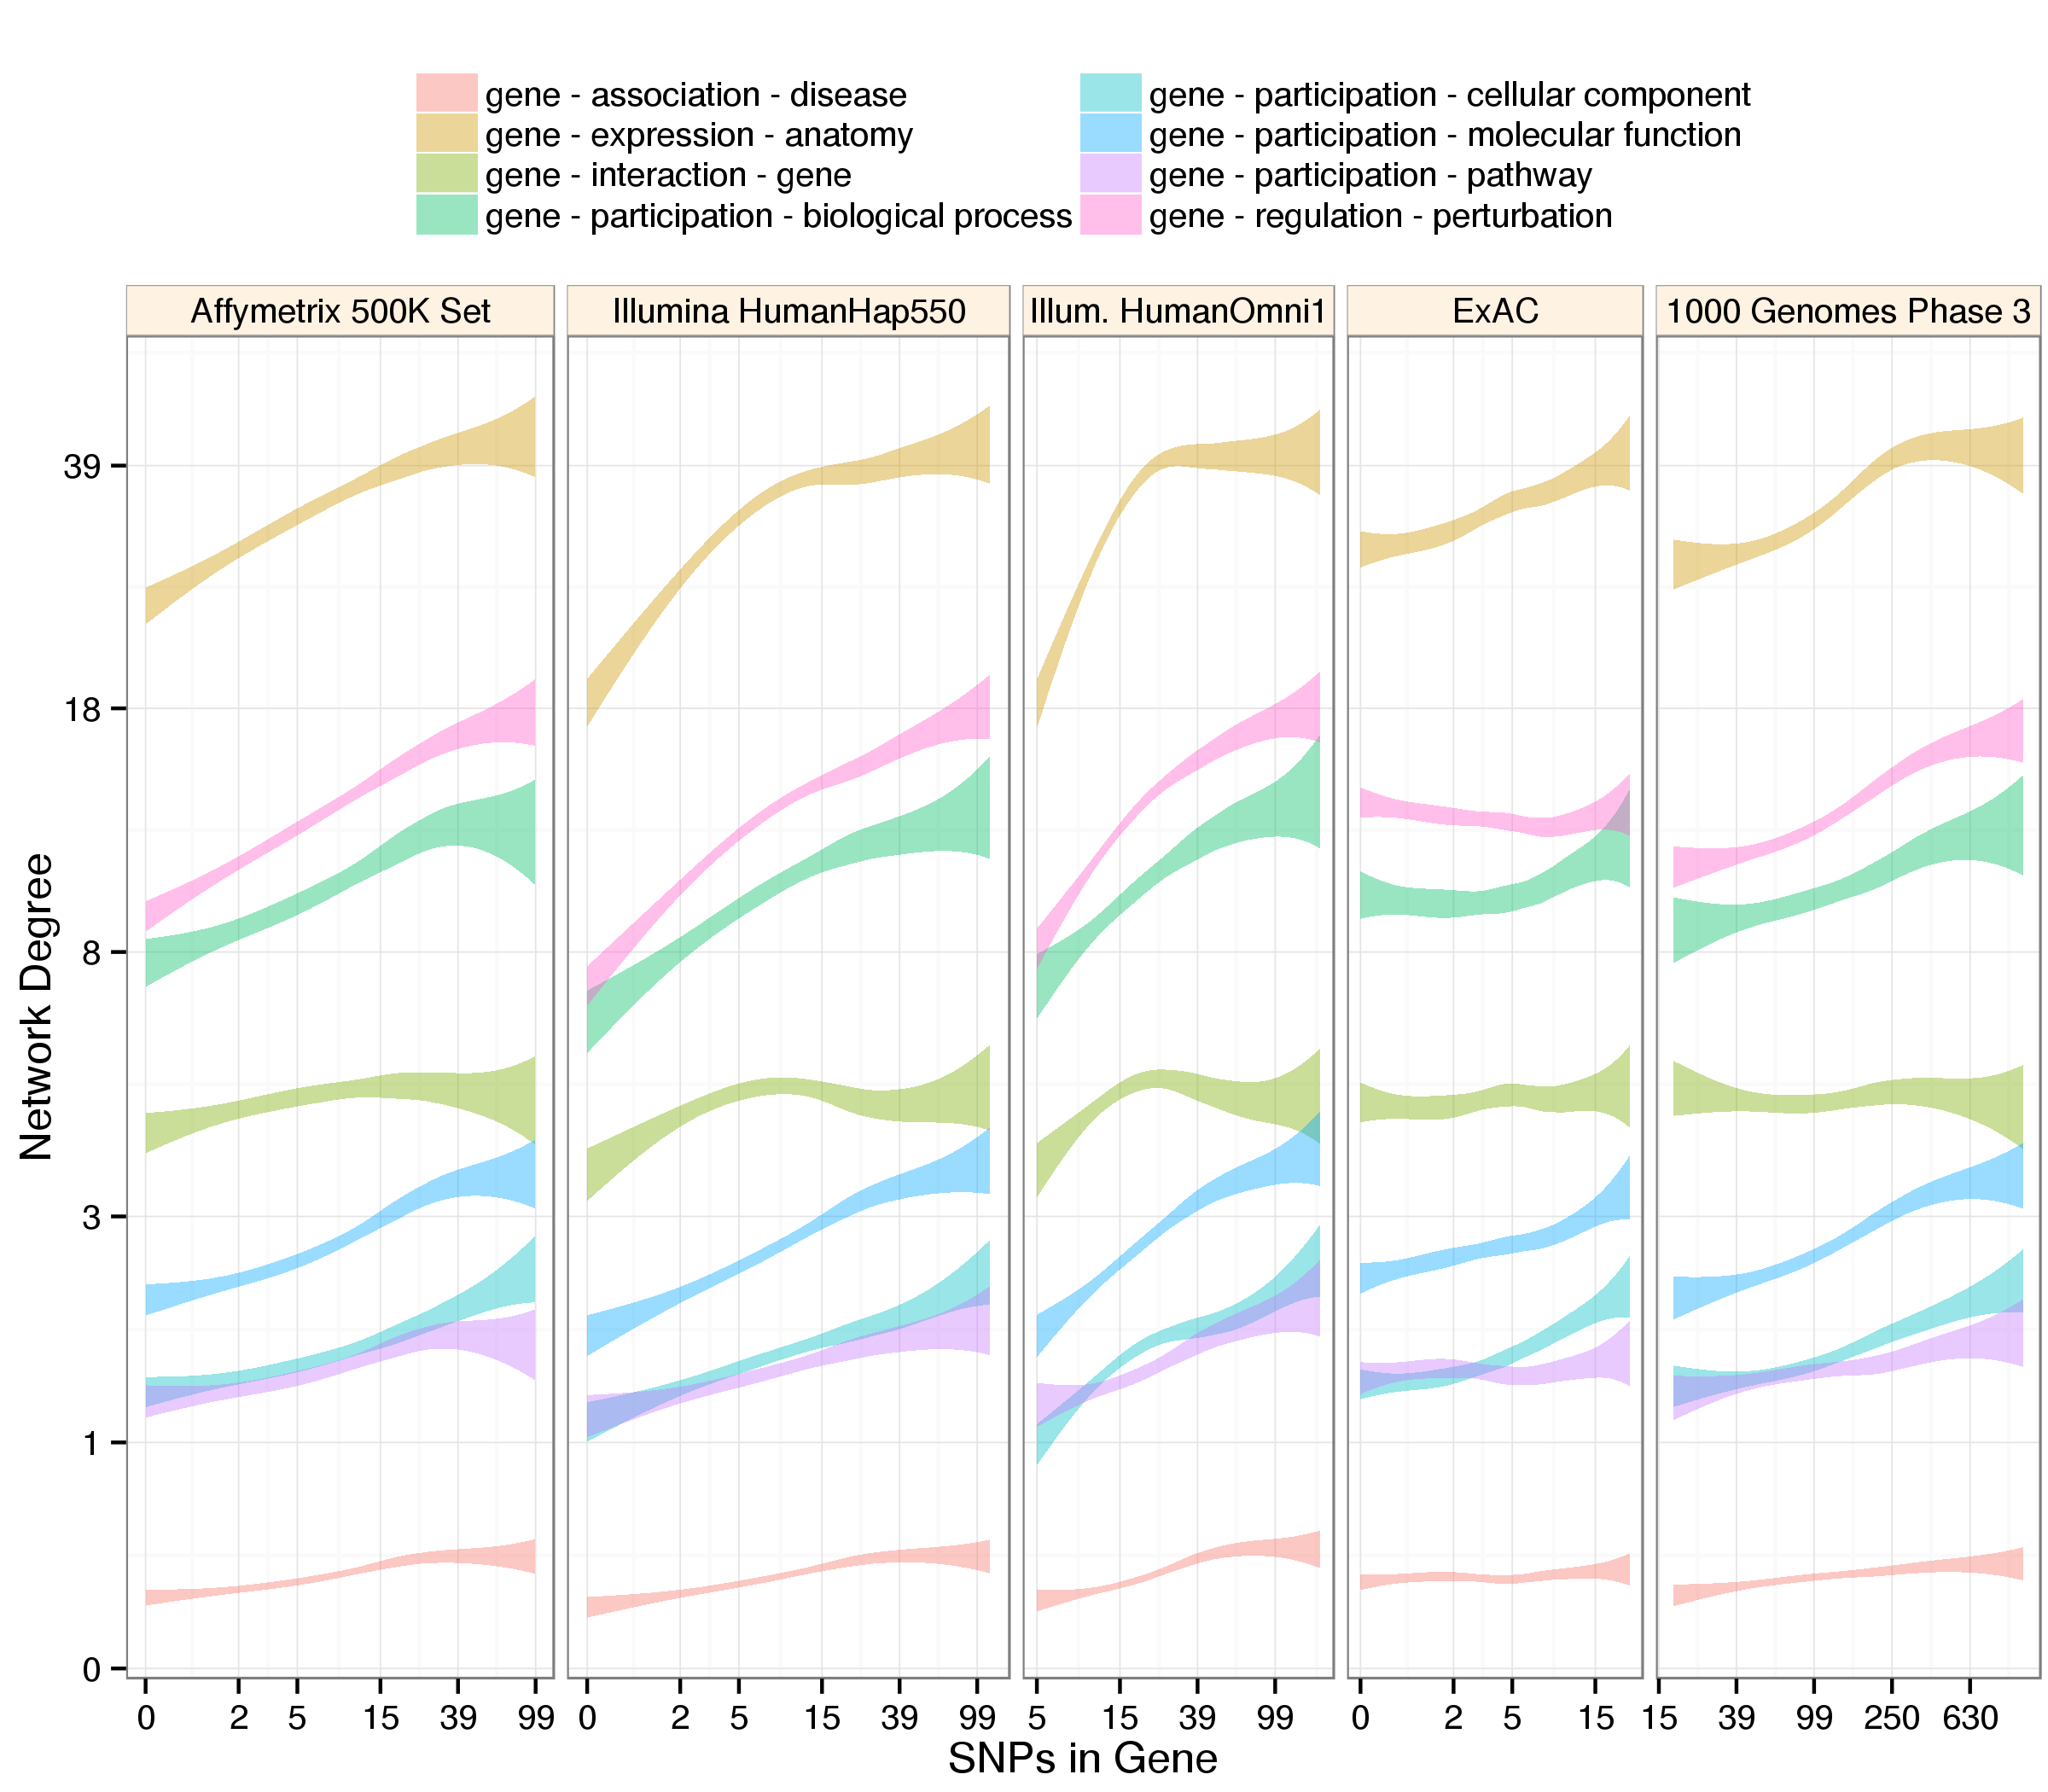 gene - association - disease
gene - expression - anatomy
gene - interaction - gene
gene - participation - biological process
gene - participation - cellular component
gene - participation - molecular function
gene - participation - pathway
gene - regulation - perturbation
Affymetrix 500K Set
Illumina HumanHap550
Illum. HumanOmni1
ExAC
1000 Genomes Phase 3
Network Degree
39
18
8
3
1
0
0 2 5 15 39 99
0 2 5 15 39 99
5 15 39 99
0 2 5 15
15 39 99 250 630
SNPs in Gene